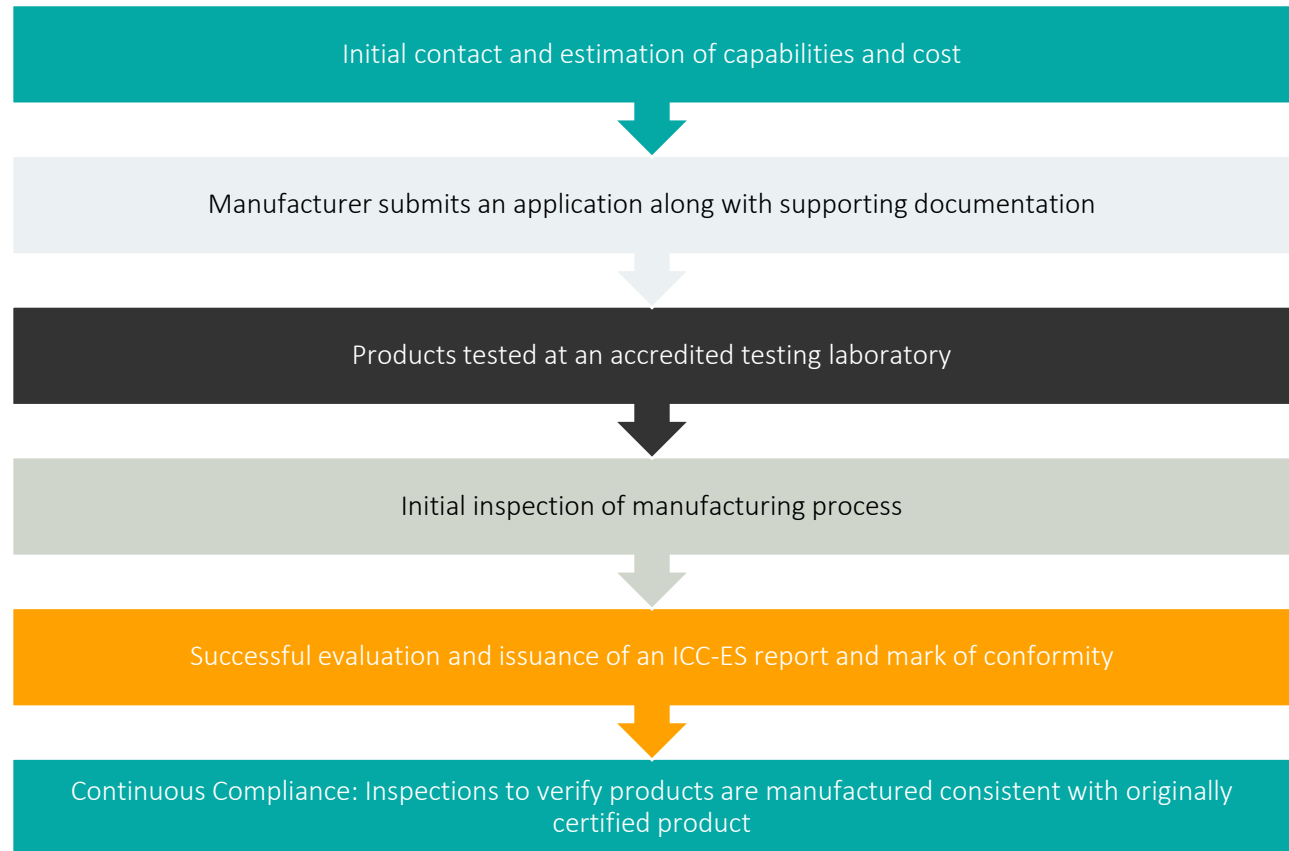 Initial contact and estimation of capabilities and cost
Manufacturer submits an application along with supporting documentation
Products tested at an accredited testing laboratory
Initial inspection of manufacturing process
Successful evaluation and issuance of an ICC-ES report and mark of conformity
Continuous Compliance: Inspections to verify products are manufactured consistent with originally
certified product